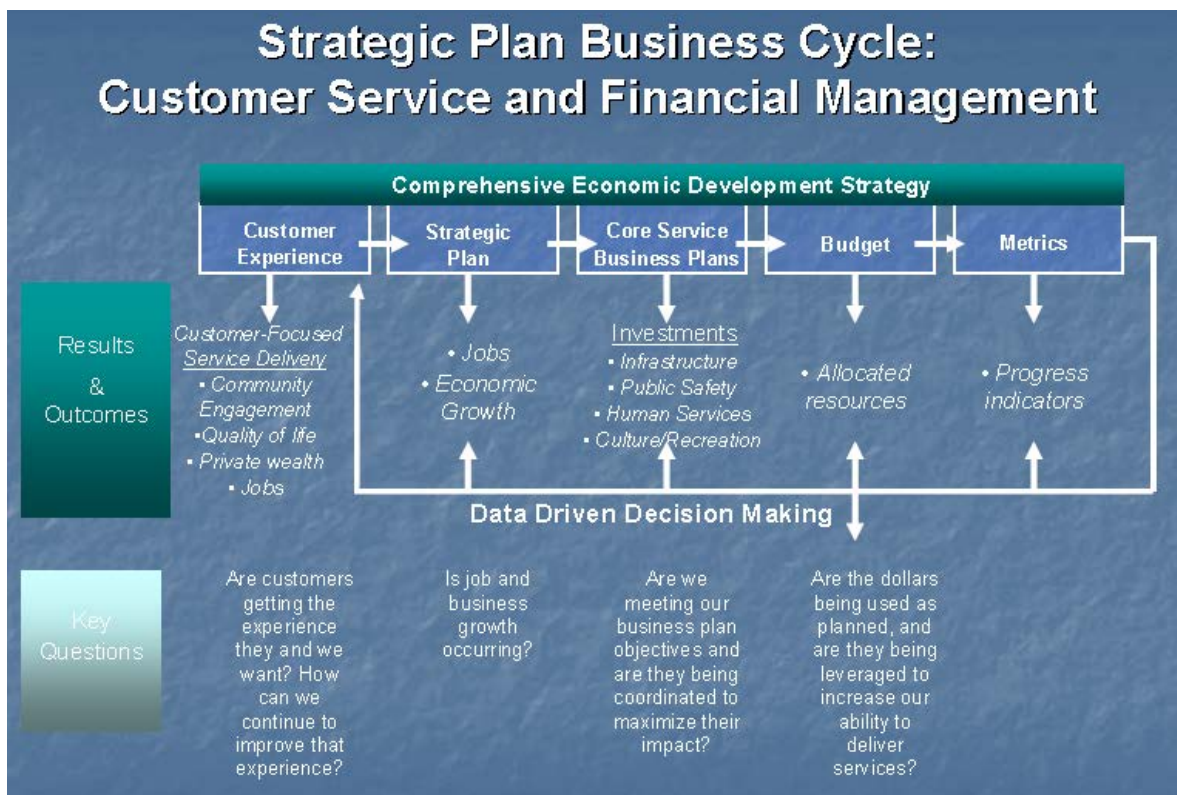 Strategic Plan Business Cycle:
Customer Service and Financial Management
Comprehensive Economic Development Strategy
Customer
Experience
Strategic
Plan
Core Service
Business Plans
Budget
Metrics
Results
&
Outcomes
Customer-Focused
Service Delivery
▪ Community
Engagement
▪Quality of life
▪ Private wealth
▪ Jobs
• Jobs
• Economic
Growth
Investments
▪ Infrastructure
▪ Public Safety
▪ Human Services
▪ Culture/Recreation
• Allocated
resources
• Progress
indicators
Data Driven Decision Making
Key
Questions
Are customers
getting the
experience
they and we
want? How
can we
continue to
improve that
experience?
Is job and
business
growth
occurring?
Are we
meeting our
business plan
objectives and
are they being
coordinated to
maximize their
impact?
Are the dollars
being used as
planned, and
are they being
leveraged to
increase our
ability to
deliver
services?